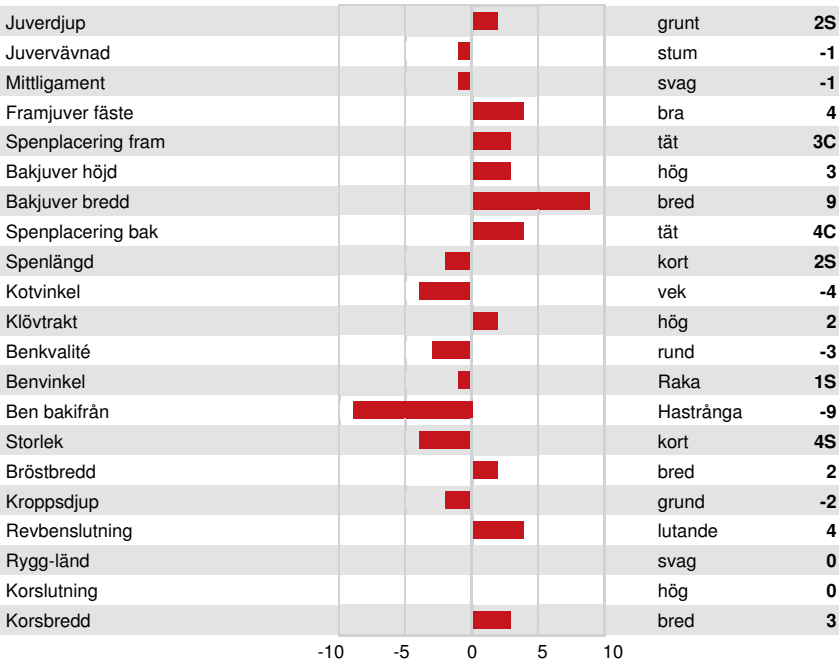 Juverdjup grunt 2S
Juvervävnad stum -1
Mittligament svag -1
Framjuver fäste bra 4
Spenplacering fram tät 3C
Bakjuver höjd hög 3
Bakjuver bredd bred 9
Spenplacering bak tät 4C
Spenlängd kort 2S
Kotvinkel vek -4
Klövtrakt hög 2
Benkvalité rund -3
Benvinkel Raka 1S
Ben bakifrån Hastrånga -9
Storlek kort 4S
Bröstbredd bred 2
Kroppsdjup grund -2
Revbenslutning lutande 4
Rygg-länd svag 0
Korslutning hög 0
Korsbredd bred 3
-10 -5 0 5 10